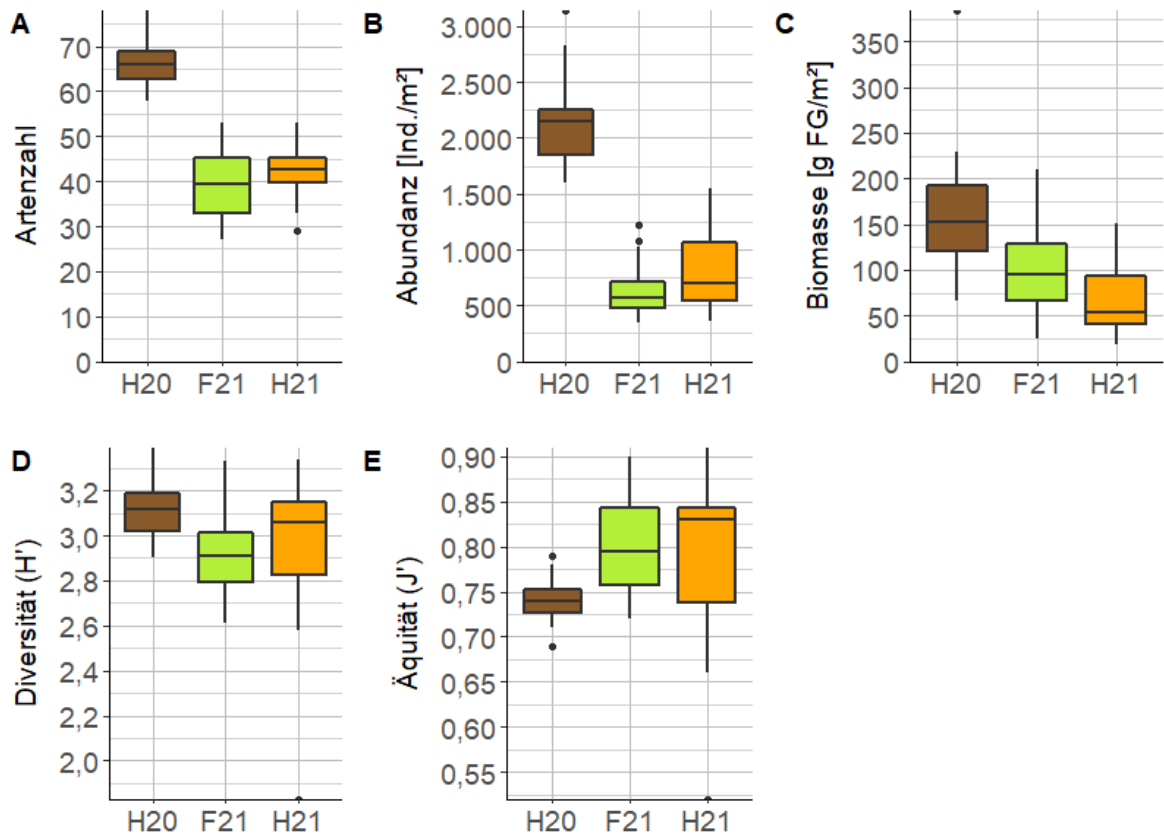 A
Artenzahl
70
60
50
40
30
20
10
0
H20 F21 H21
B
Abundanz [Ind./m²]
3.000
2.500
2.000
1.500
1.000
500
0
H20 F21 H21
C
Biomasse [g FG/m²]
350
300
250
200
150
100
50
0
H20 F21 H21
D
Diversität (H')
3,2
3,0
2,8
2,6
2,4
2,2
2,0
H20 F21 H21
E
Äquität (J')
0,90
0,85
0,80
0,75
0,70
0,65
0,60
0,55
H20 F21 H21